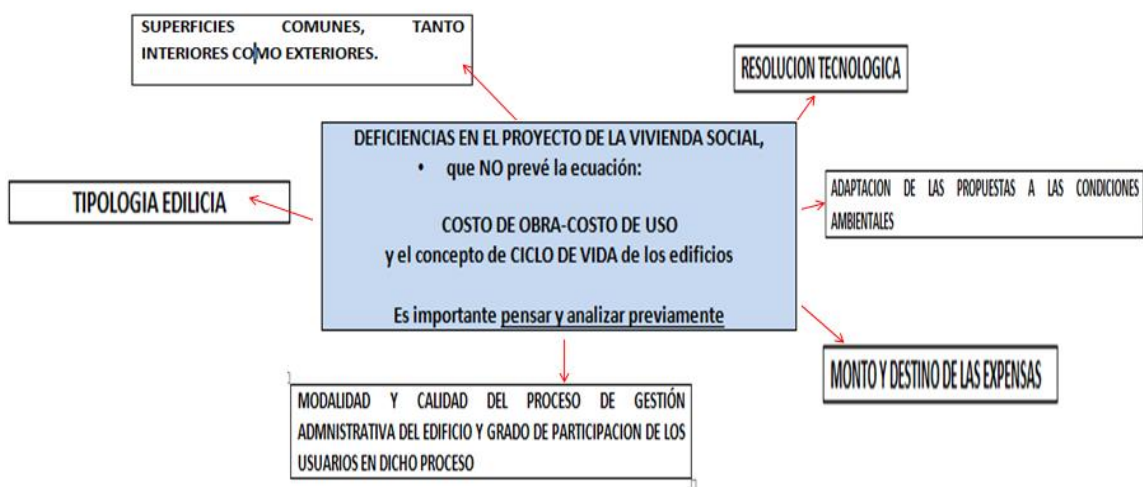 SUPERFICIES COMUNES, TANTO
INTERIORES COMO EXTERIORES.
RESOLUCION TECNOLOGICA
DEFICIENCIAS EN EL PROYECTO DE LA VIVIENDA SOCIAL,
• que NO prevé la ecuación:
COSTO DE OBRA-COSTO DE USO
y el concepto de CICLO DE VIDA de los edificios
Es importante pensar y analizar previamente
TIPOLOGIA EDILICIA
ADAPTACION DE LAS PROPUESTAS A LAS CONDICIONES
AMBIENTALES
MONTO Y DESTINO DE LAS EXPENSAS
MODALIDAD Y CALIDAD DEL PROCESO DE GESTIÓN
ADMNISTRATIVA DEL EDIFICIO Y GRADO DE PARTICIPACION DE LOS
USUARIOS EN DICHO PROCESO